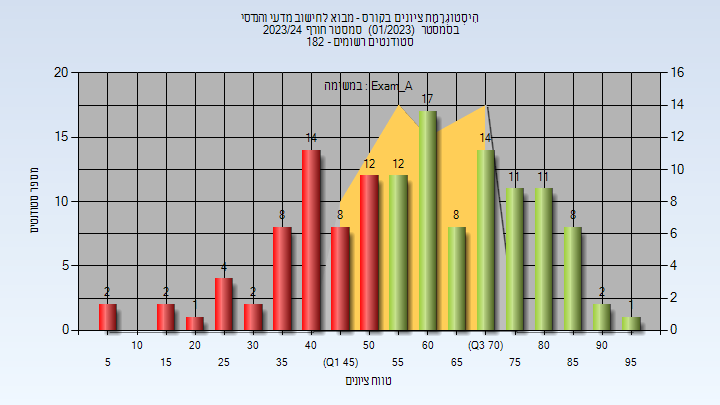 היסטוגרמת ציונים בקורס - מבוא לחישוב מדעי והנדסי
בסמסטר (01/2023) סמסטר חורף 2023/24
סטודנטים רשומים - 182
במשימה : Exam_A
מספר סטודנטים
20
15
10
5
0
16
14
12
10
8
6
4
2
0
2 2 1 4 2 8 14 8 12 12 17 8 14 11 11 8 2 1
10 20 30 40 50 60 (Q3 70) 80 90
5 15 25 35 (Q1 45) 55 65 75 85 95
טווח ציונים